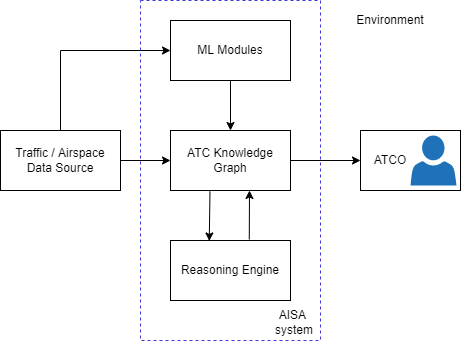 Environment
ML Modules
Traffic / Airspace
Data Source
ATC Knowledge
Graph
ATCO
Reasoning Engine
AISA
system